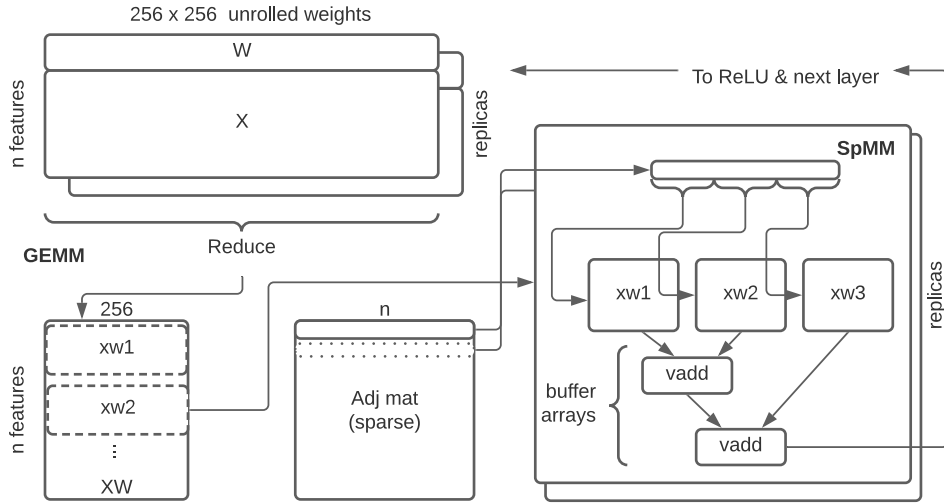 256 x 256 unrolled weights
W
n features
X
replicas
To ReLU & next layer
SpMM
Reduce
GEMM
256
n
xw1
xw2
xw3
replicas
xw1
n features
xw2
...
XW
Adj mat
(sparse)
buffer
arrays
vadd
vadd